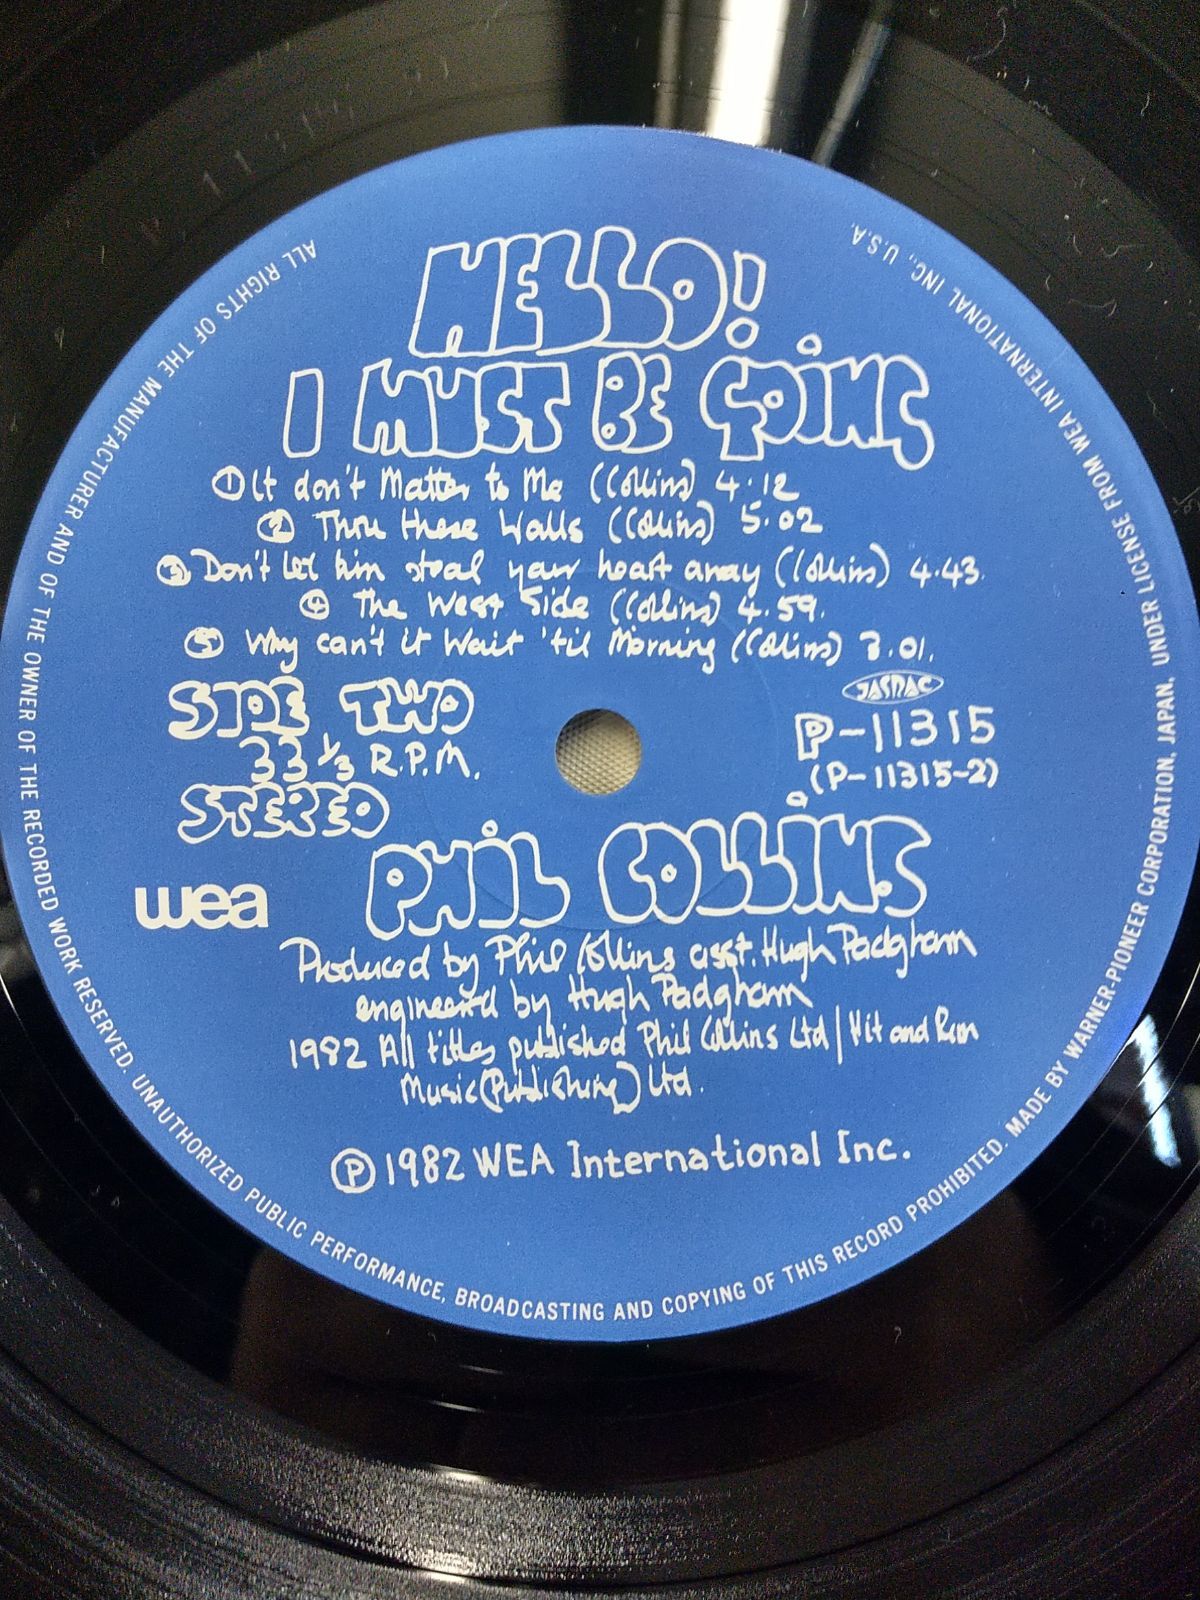 HELLO!
I MUST BE GOING
① It don't Matter to Me (Collins) 4.12
② Thru these Walls (Collins) 5.02
③ Don't let him steal your heart away (Collins) 4.43.
④ The West Side (Collins) 4.59.
⑤ Why can't it Wait 'til Morning (Collins) 3.01.
SIDE TWO
33 1/3 R.P.M.
STEREO
JASRAC
P-11315
(P-11315-2)
wea
PHIL COLLINS
Produced by Phil Collins asst. Hugh Padgham
engineered by Hugh Padgham
1982 All titles published Phil Collins Ltd / Hit and Run
Music (Publishing) Ltd.
Ⓟ 1982 WEA International Inc.
ALL RIGHTS OF THE MANUFACTURER AND OF THE OWNER OF THE RECORDED WORK RESERVED. UNAUTHORIZED PUBLIC PERFORMANCE, BROADCASTING AND COPYING OF THIS RECORD PROHIBITED. MADE BY WARNER-PIONEER CORPORATION, JAPAN, UNDER LICENSE FROM WEA INTERNATIONAL INC., U.S.A.